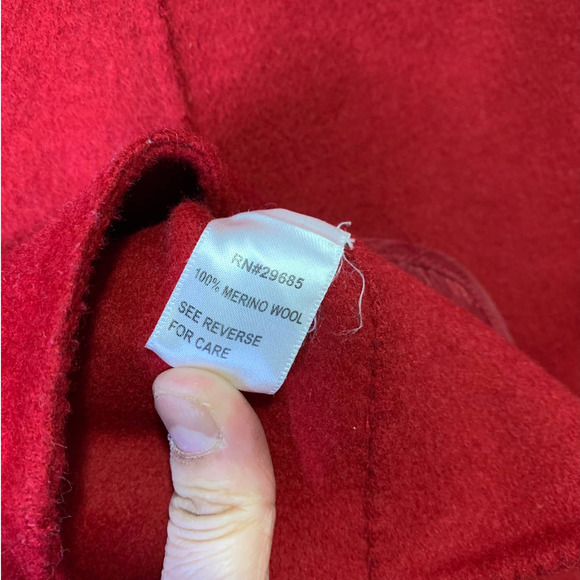 RN#29685
100% MERINO WOOL
SEE REVERSE
FOR CARE